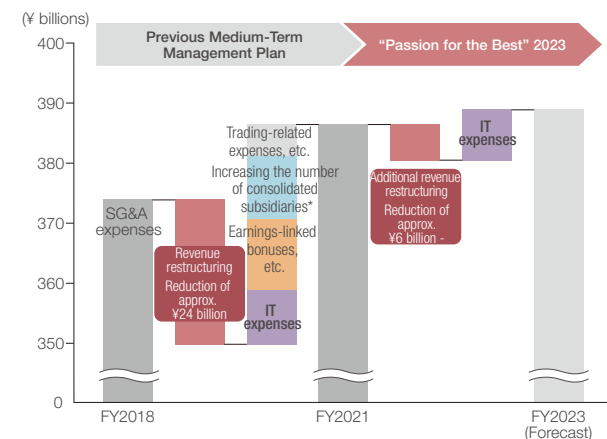 (¥ billions)
Previous Medium-Term
Management Plan
“Passion for the Best” 2023
400
390
380
370
360
350
0
SG&A
expenses
Revenue
restructuring
Reduction of
approx.
¥24 billion
Trading-related
expenses, etc.
Increasing the number
of consolidated
subsidiaries*
Earnings-linked
bonuses,
etc.
IT
expenses
Additional revenue
restructuring
Reduction of
approx.
¥6 billion -
IT
expenses
FY2018
FY2021
FY2023
(Forecast)